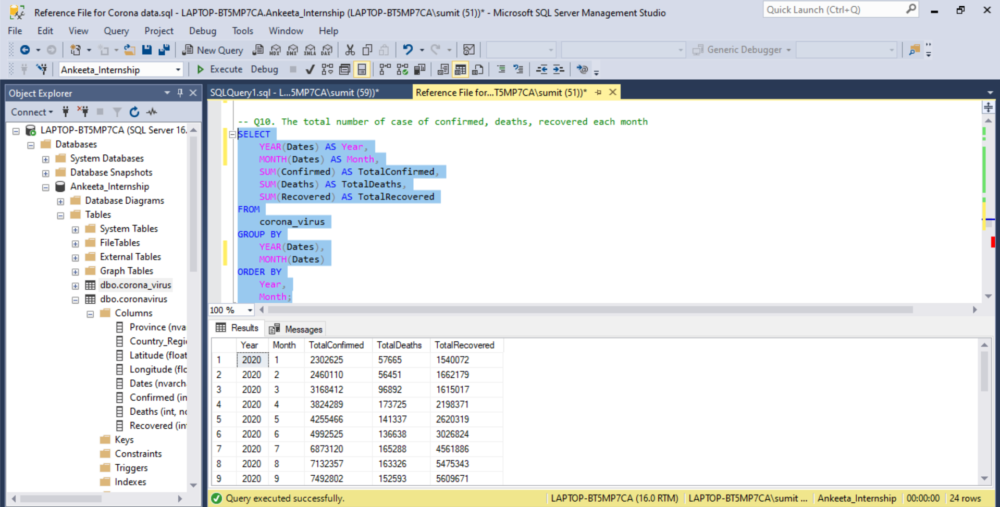 Reference File for Corona data.sql - LAPTOP-BT5MP7CA.Ankeeta_Internship (LAPTOP-BT5MP7CA\sumit (51))* - Microsoft SQL Server Management Studio
Quick Launch (Ctrl+Q)
File Edit View Query Project Debug Tools Window Help
New Query MDX DMX XMLA DAX Generic Debugger
Ankeeta_Internship Execute Debug
Object Explorer
Connect
LAPTOP-BT5MP7CA (SQL Server 16.
Databases
System Databases
Database Snapshots
Ankeeta_Internship
Database Diagrams
Tables
System Tables
FileTables
External Tables
Graph Tables
dbo.corona_virus
dbo.coronavirus
Columns
Province (nva
Country_Regi
Latitude (float
Longitude (flo
Dates (nvarch
Confirmed (in
Deaths (int, no
Recovered (in
Keys
Constraints
Triggers
Indexes
SQLQuery1.sql - L...5MP7CA\sumit (59))* Reference File for...T5MP7CA\sumit (51))*
-- Q10. The total number of case of confirmed, deaths, recovered each month
SELECT
YEAR(Dates) AS Year,
MONTH(Dates) AS Month,
SUM(Confirmed) AS TotalConfirmed,
SUM(Deaths) AS TotalDeaths,
SUM(Recovered) AS TotalRecovered
FROM
corona_virus
GROUP BY
YEAR(Dates),
MONTH(Dates)
ORDER BY
Year,
Month;
100 %
Results Messages
Year Month TotalConfirmed TotalDeaths TotalRecovered
1 2020 1 2302625 57665 1540072
2 2020 2 2460110 56451 1662179
3 2020 3 3168412 96892 1615017
4 2020 4 3824289 173725 2198371
5 2020 5 4255466 141337 2620319
6 2020 6 4992525 136638 3026824
7 2020 7 6873120 165288 4561886
8 2020 8 7132357 163326 5475343
9 2020 9 7492802 152593 5609671
Query executed successfully. LAPTOP-BT5MP7CA (16.0 RTM) LAPTOP-BT5MP7CA\sumit ... Ankeeta_Internship 00:00:00 24 rows